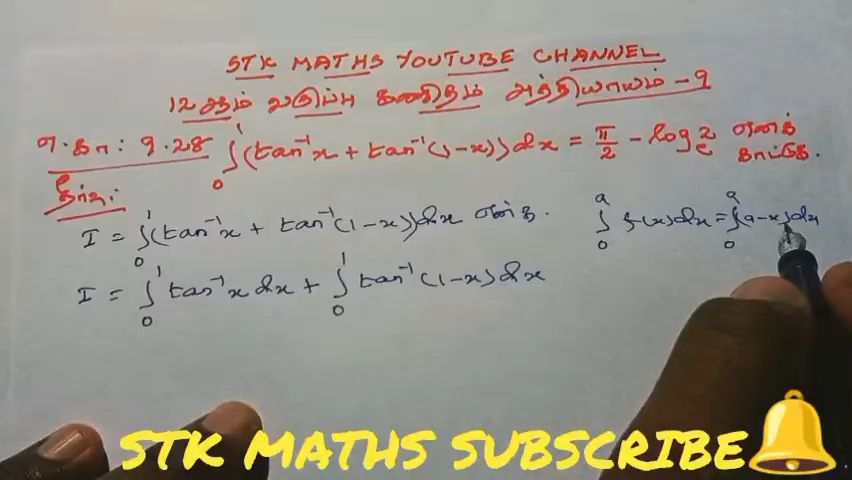 STK MATHS YOUTUBE CHANNEL
12ஆம் வகுப்பு கணிதம் அத்தியாயம் - 9
எ.கா: 9.28 ∫₀¹(tan⁻¹x + tan⁻¹(1-x))dx = π/2 - logₑ2 எனக் காட்டுக.
தீர்வு:
I = ∫₀¹(tan⁻¹x + tan⁻¹(1-x))dx என்க. ∫₀ᵃ f(x)dx = ∫₀ᵃ(a-x)dx
I = ∫₀¹ tan⁻¹x dx + ∫₀¹ tan⁻¹(1-x)dx
STK MATHS SUBSCRIBE